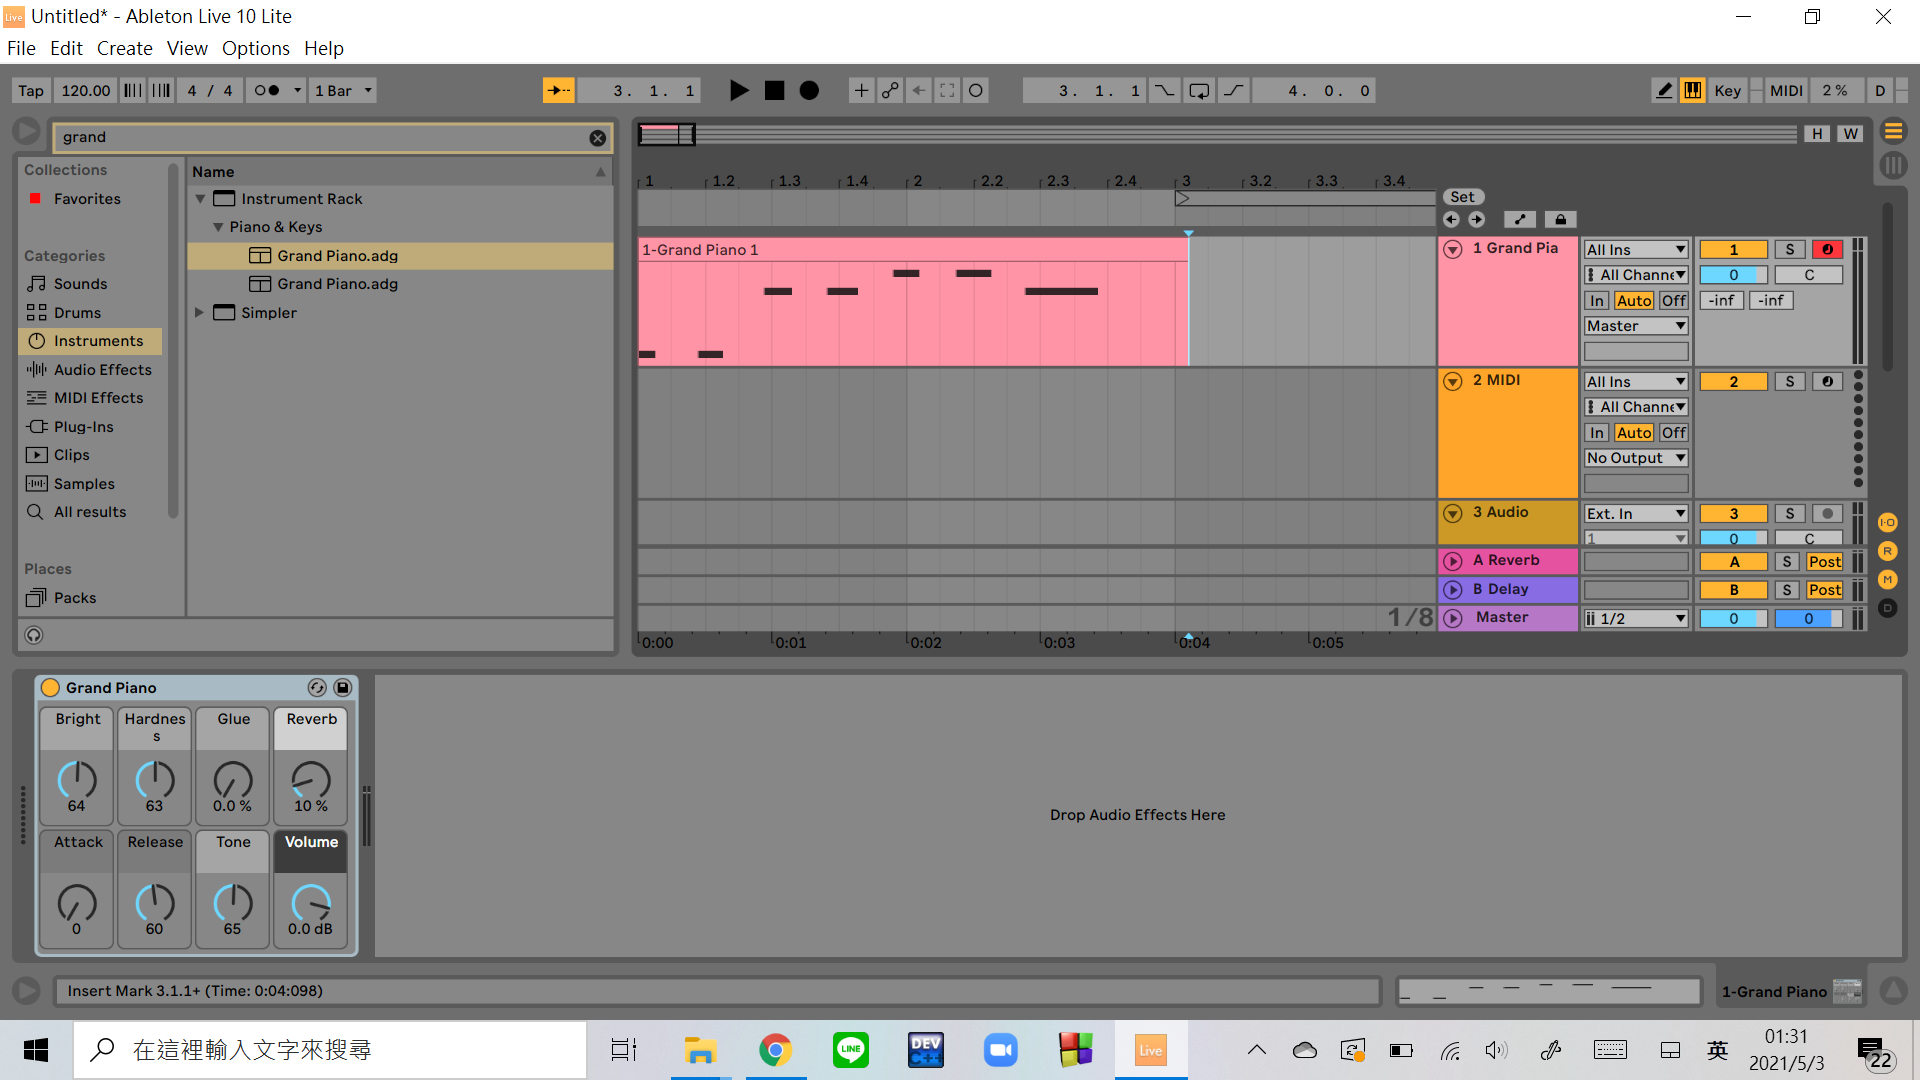 Live Untitled* - Ableton Live 10 Lite
File Edit Create View Options Help
Tap 120.00 4 / 4 1 Bar 3. 1. 1 3. 1. 1 4. 0. 0 Key MIDI 2 % D
grand
H W
Collections
Favorites
Categories
Sounds
Drums
Instruments
Audio Effects
MIDI Effects
Plug-Ins
Clips
Samples
All results
Places
Packs
Name
Instrument Rack
Piano & Keys
Grand Piano.adg
Grand Piano.adg
Simpler
1 1.2 1.3 1.4 2 2.2 2.3 2.4 3 3.2 3.3 3.4
Set
1-Grand Piano 1
1 Grand Pia All Ins 1 S
All Channe 0 C
In Auto Off -inf -inf
Master
2 MIDI All Ins 2 S
All Channe
In Auto Off
No Output
3 Audio Ext. In 3 S
1 0 C
A Reverb A S Post
B Delay B S Post
1/8 Master 1/2 0 0
I·O
R
M
D
0:00 0:01 0:02 0:03 0:04 0:05
Grand Piano
Bright Hardnes
s Glue Reverb
64 63 0.0 % 10 %
Attack Release Tone Volume
0 60 65 0.0 dB
Drop Audio Effects Here
Insert Mark 3.1.1+ (Time: 0:04:098)
1-Grand Piano
在這裡輸入文字來搜尋
LINE
DEV
C++
Live
英
01:31
2021/5/3
22